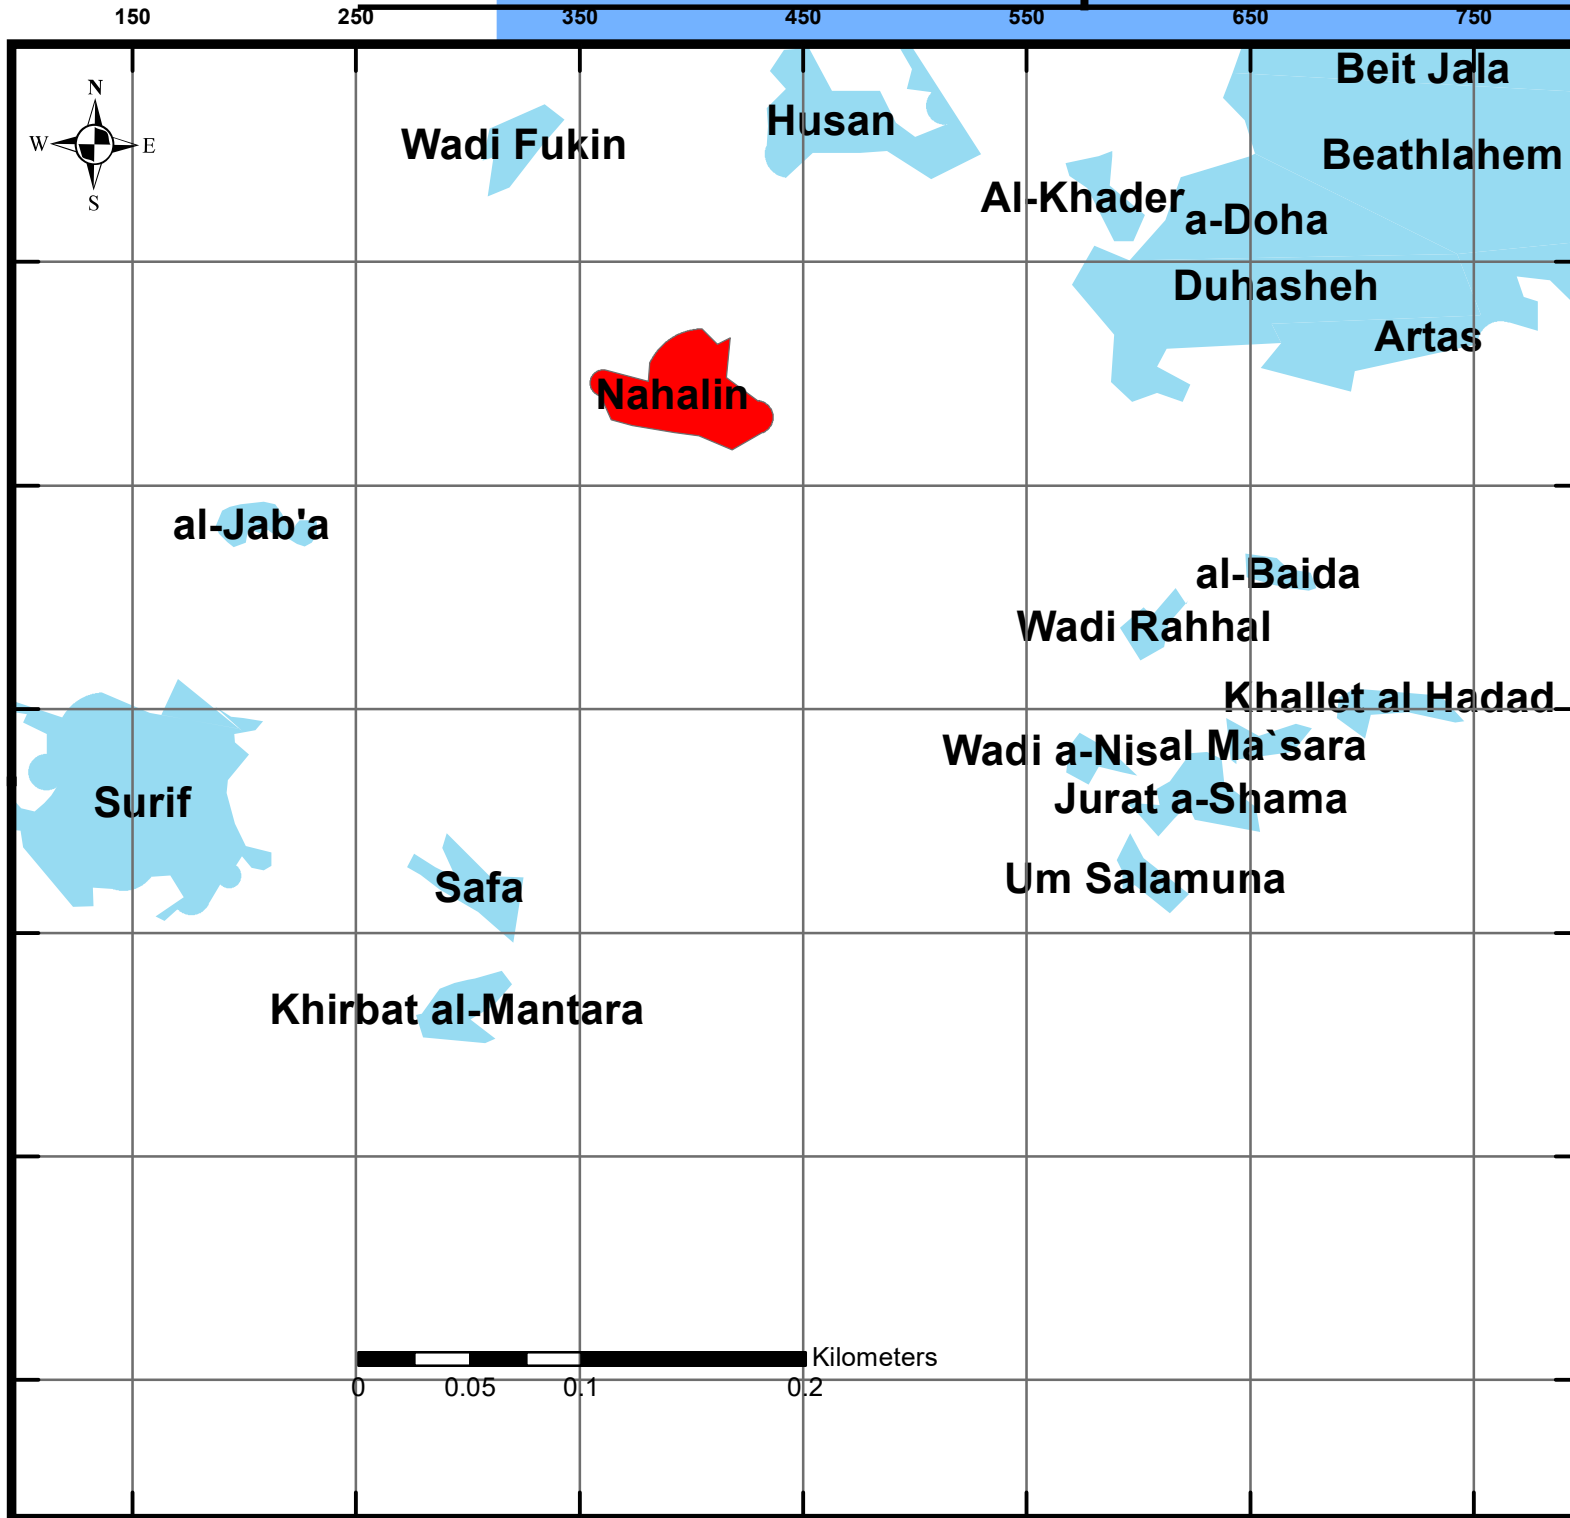 150 250 350 450 550 650 750
Beit Jala
N
Husan
Wadi Fukin
W E
Beathlahem
S
Al-Khader
a-Doha
Duhasheh
Artas
Nahalin
al-Jab'a
al-Baida
Wadi Rahhal
Khallet al Hadad
Wadi a-Nis
al Ma`sara
Surif
Jurat a-Shama
Safa
Um Salamuna
Khirbat al-Mantara
Kilometers
0 0.05 0.1 0.2